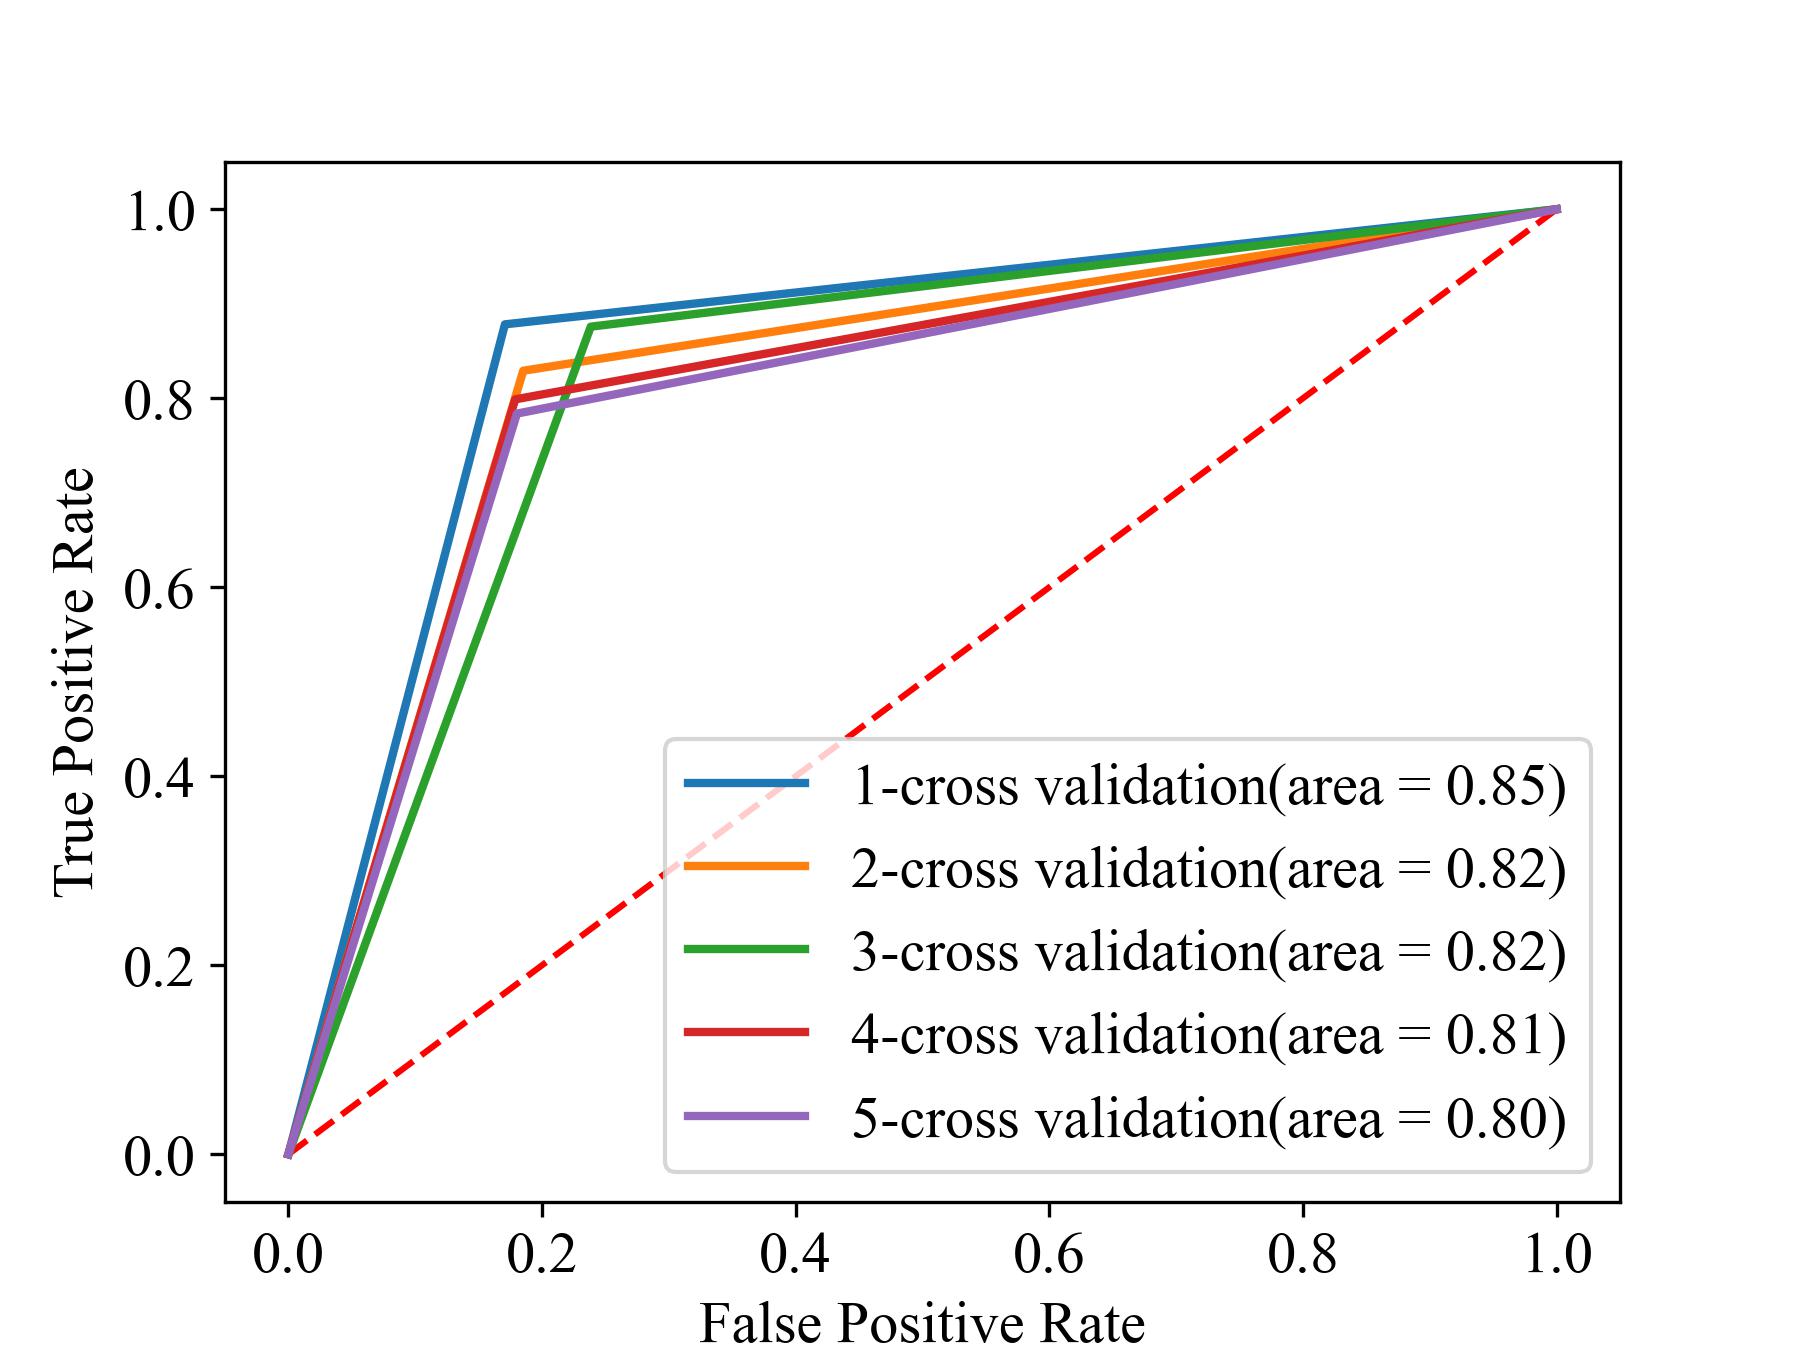 1.0
0.8
0.6
0.4
0.2
0.0
True Positive Rate
1-cross validation(area = 0.85)
2-cross validation(area = 0.82)
3-cross validation(area = 0.82)
4-cross validation(area = 0.81)
5-cross validation(area = 0.80)
0.0 0.2 0.4 0.6 0.8 1.0
False Positive Rate